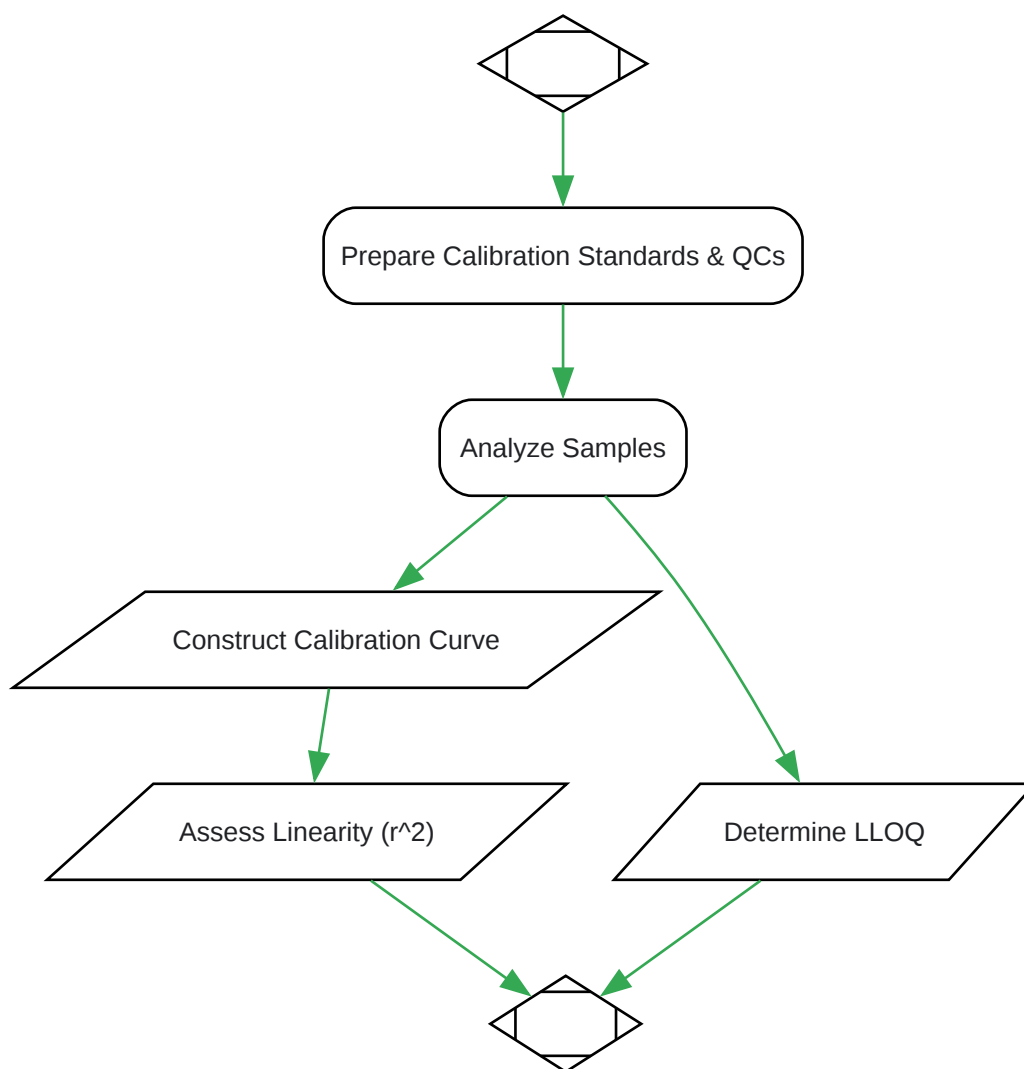 Prepare Calibration Standards & QCs
Analyze Samples
Construct Calibration Curve
Assess Linearity (r^2)
Determine LLOQ